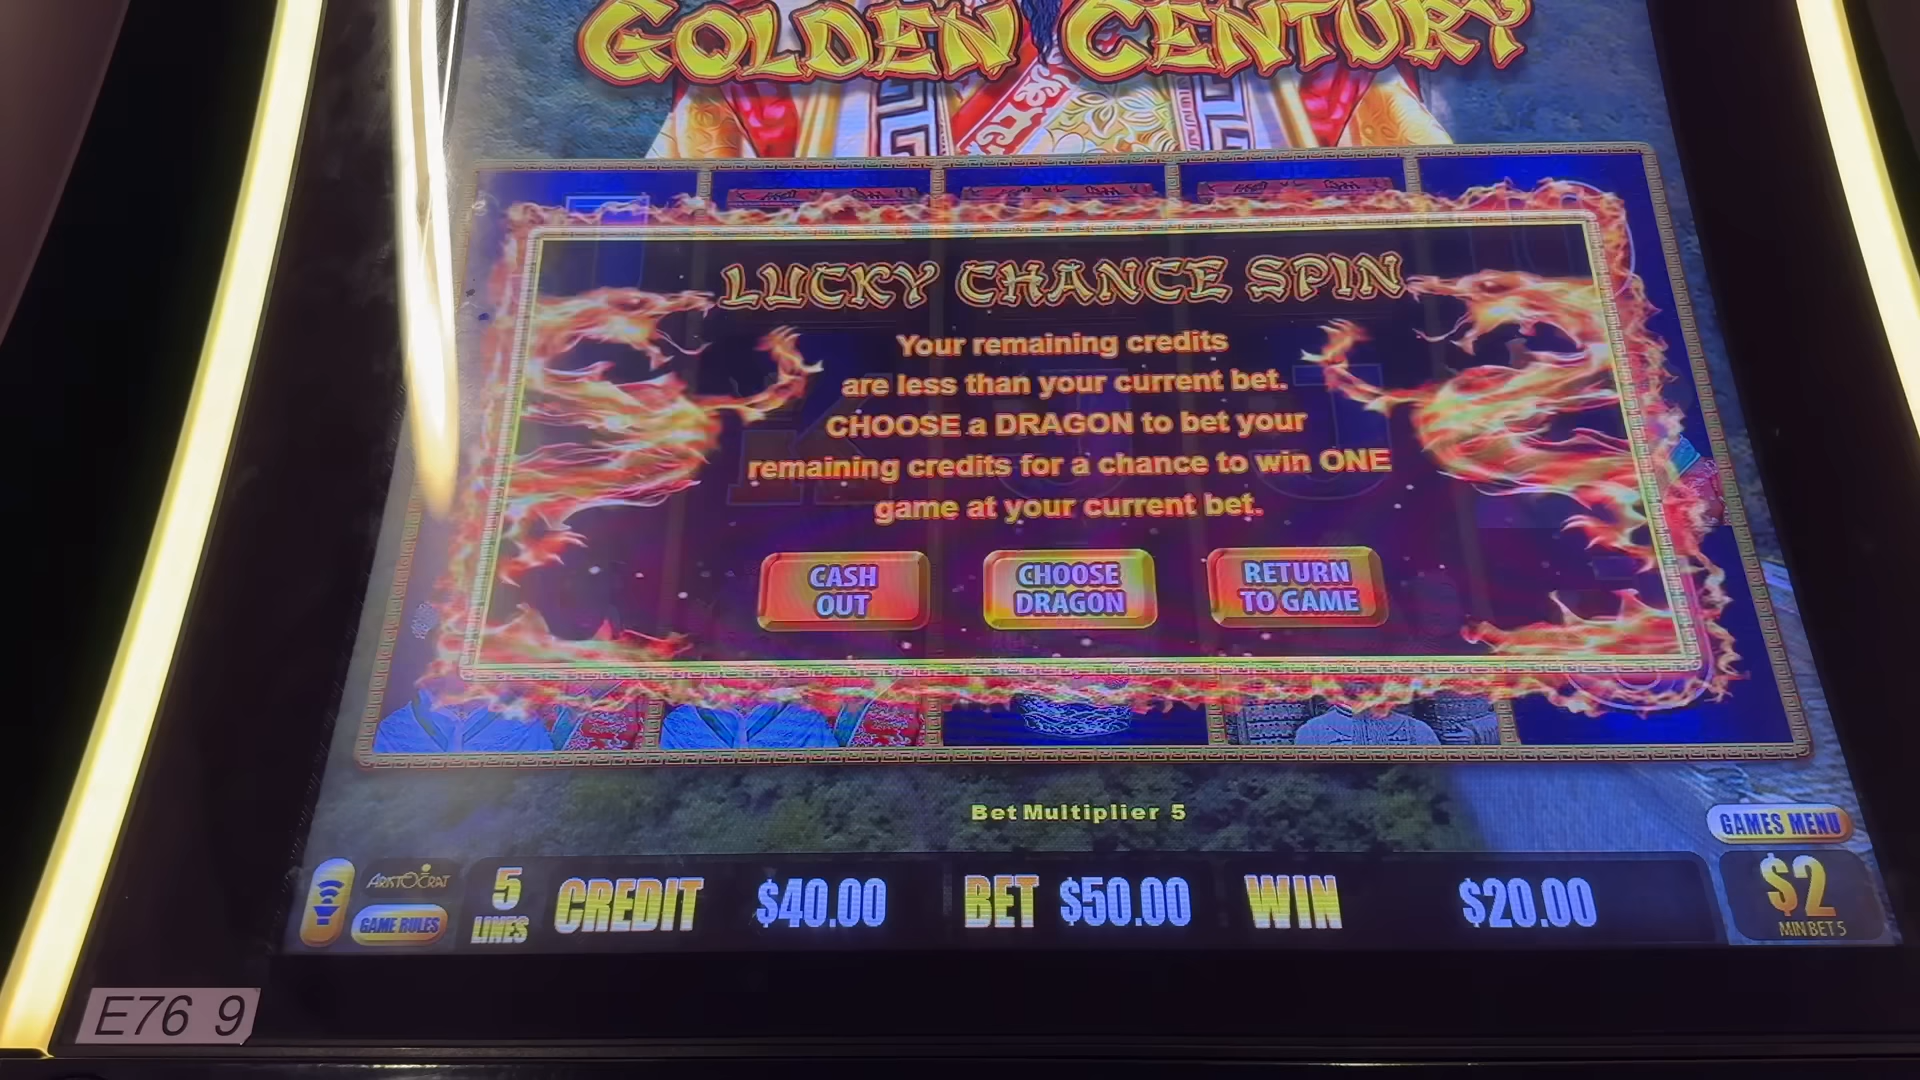 GOLDEN CENTURY
LUCKY CHANCE SPIN
Your remaining credits
are less than your current bet.
CHOOSE a DRAGON to bet your
remaining credits for a chance to win ONE
game at your current bet.
CASH OUT
CHOOSE DRAGON
RETURN TO GAME
Bet Multiplier 5
GAMES MENU
ARISTOCRAT
GAME RULES
5 LINES
CREDIT $40.00 BET $50.00 WIN $20.00
$2
MIN BET 5
E76 9